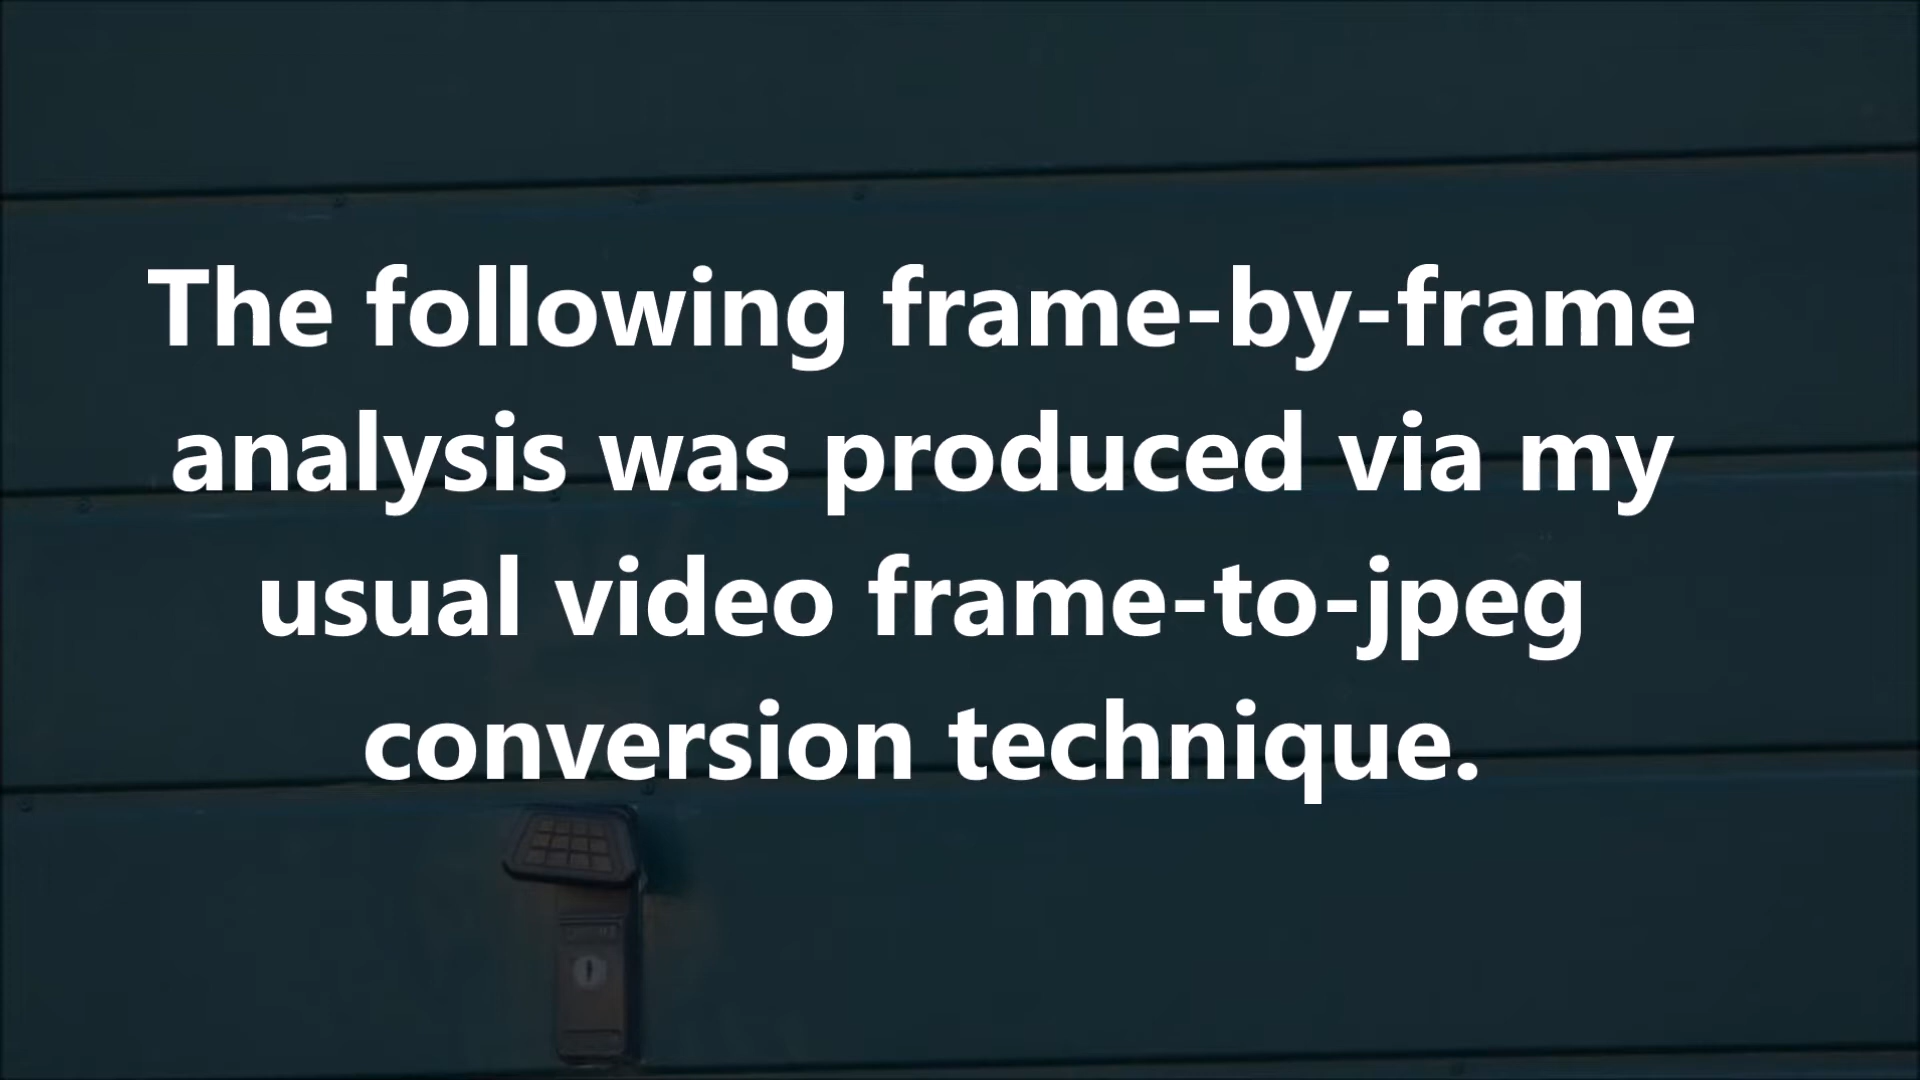 The following frame-by-frame
analysis was produced via my
usual video frame-to-jpeg
conversion technique.